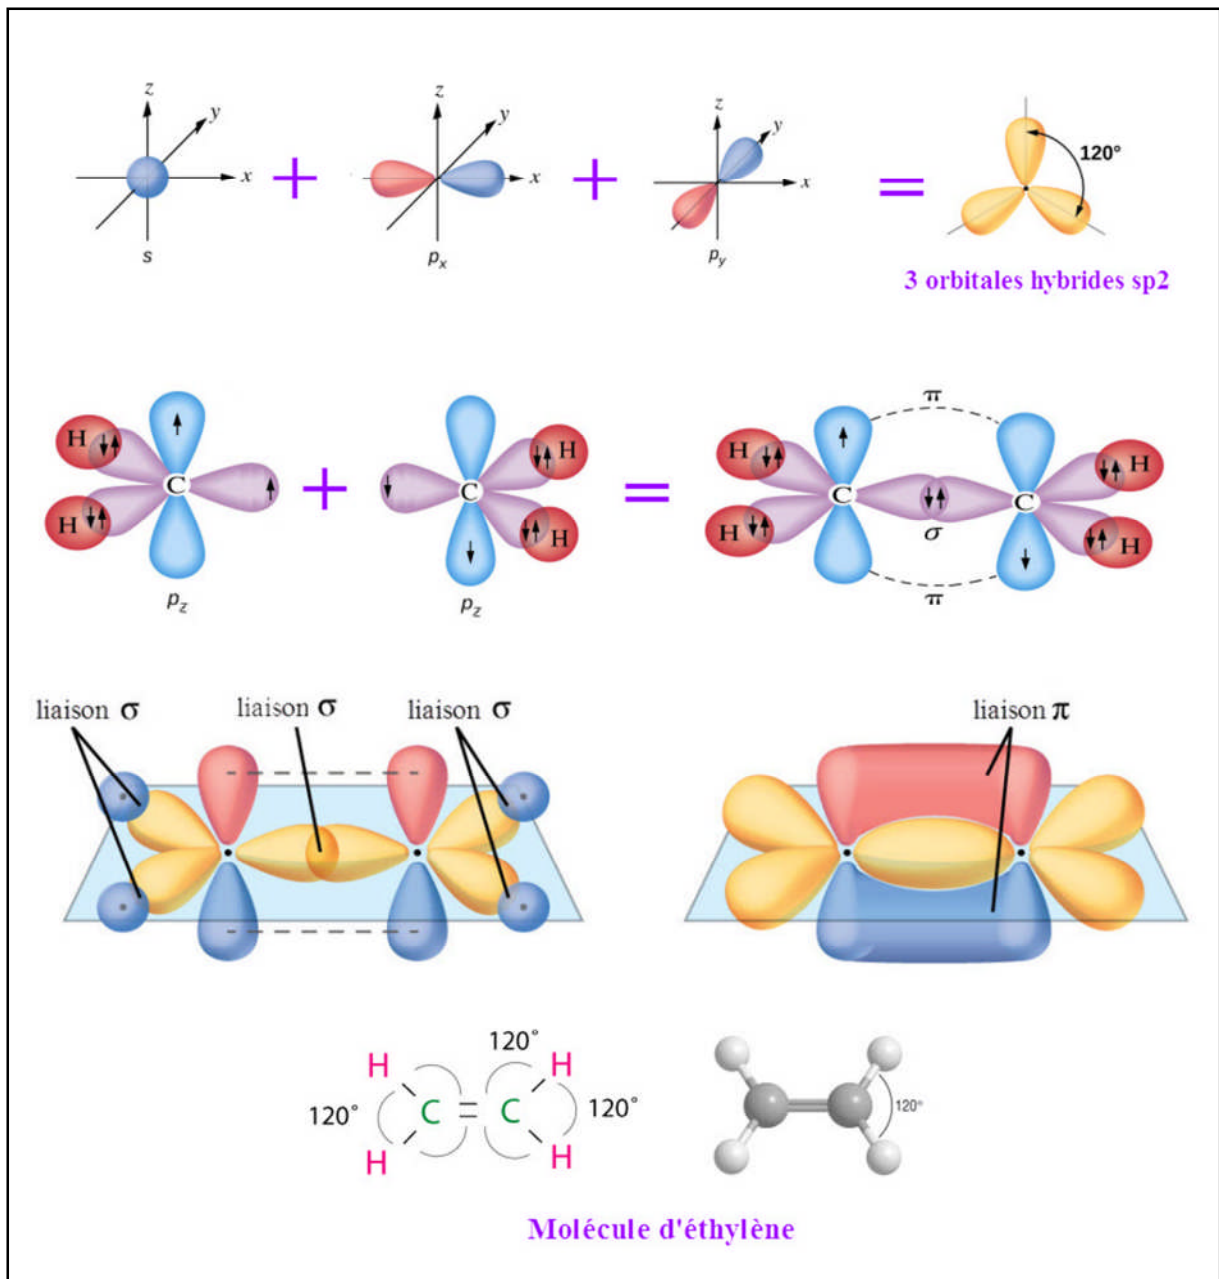 z
y
x
s
+
z
y
x
px
+
z
y
x
py
=
120°
3 orbitales hybrides sp2
H
H
C
pz
+
C
H
H
pz
=
H
H
C
π
σ
π
C
H
H
liaison σ
liaison σ
liaison σ
liaison π
120°
H
H
120°
C = C
120°
H
H
120°
Molécule d'éthylène